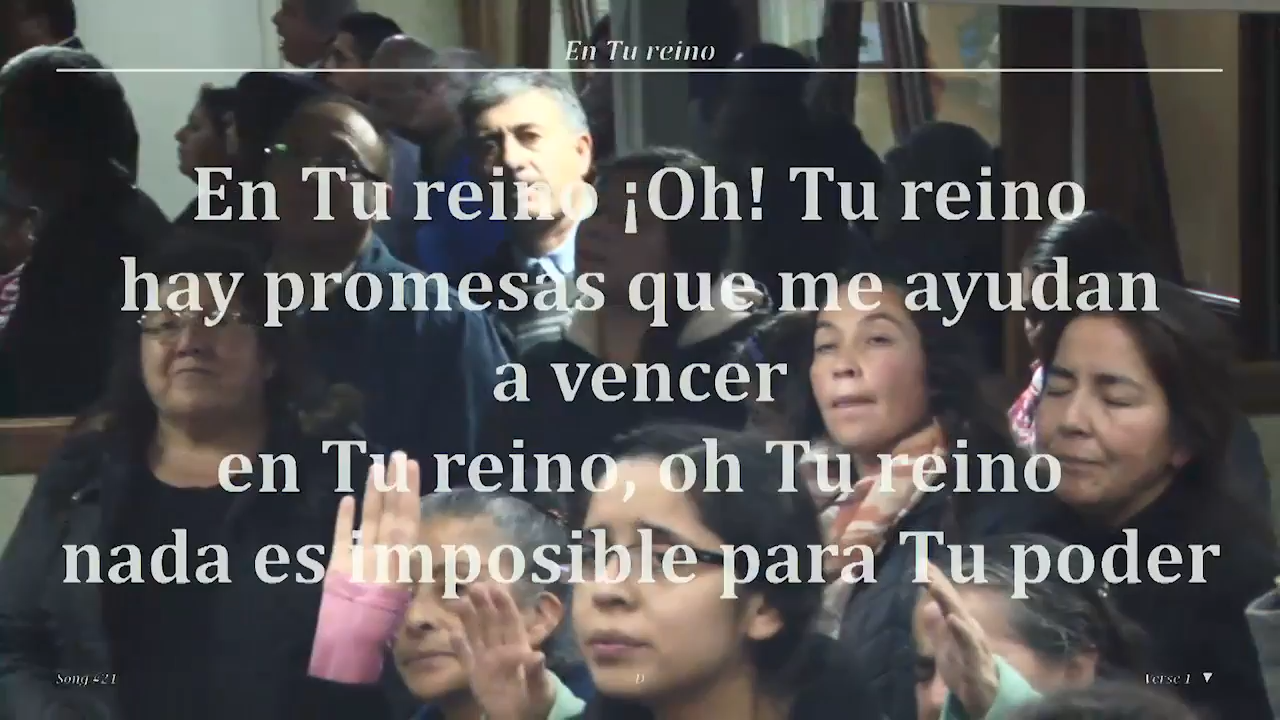 En Tu reino
En Tu reino ¡Oh! Tu reino
hay promesas que me ayudan
a vencer
en Tu reino, oh Tu reino
nada es imposible para Tu poder
Song #21 D Verse 1 ▼